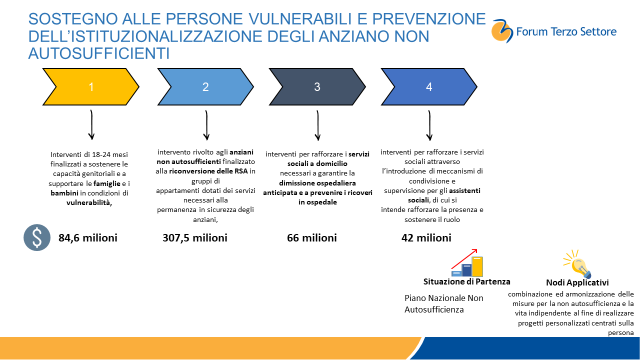 SOSTEGNO ALLE PERSONE VULNERABILI E PREVENZIONE
DELL'ISTITUZIONALIZZAZIONE DEGLI ANZIANO NON
AUTOSUFFICIENTI
Forum Terzo Settore
1
2
3
4
Interventi di 18-24 mesi
finalizzati a sostenere le
capacità genitoriali e a
supportare le famiglie e i
bambini in condizioni di
vulnerabilità,
intervento rivolto agli anziani
non autosufficienti finalizzato
alla riconversione delle RSA in
gruppi di
appartamenti dotati dei servizi
necessari alla
permanenza in sicurezza degli
anziani,
interventi per rafforzare i servizi
sociali a domicilio
necessari a garantire la
dimissione ospedaliera
anticipata e a prevenire i ricoveri
in ospedale
interventi per rafforzare i servizi
sociali attraverso
l'introduzione di meccanismi di
condivisione e
supervisione per gli assistenti
sociali, di cui si
intende rafforzare la presenza e
sostenere il ruolo
$
84,6 milioni
307,5 milioni
66 milioni
42 milioni
Situazione di Partenza
Piano Nazionale Non
Autosufficienza
Nodi Applicativi
combinazione ed armonizzazione delle
misure per la non autosufficienza e la
vita indipendente al fine di realizzare
progetti personalizzati centrati sulla
persona